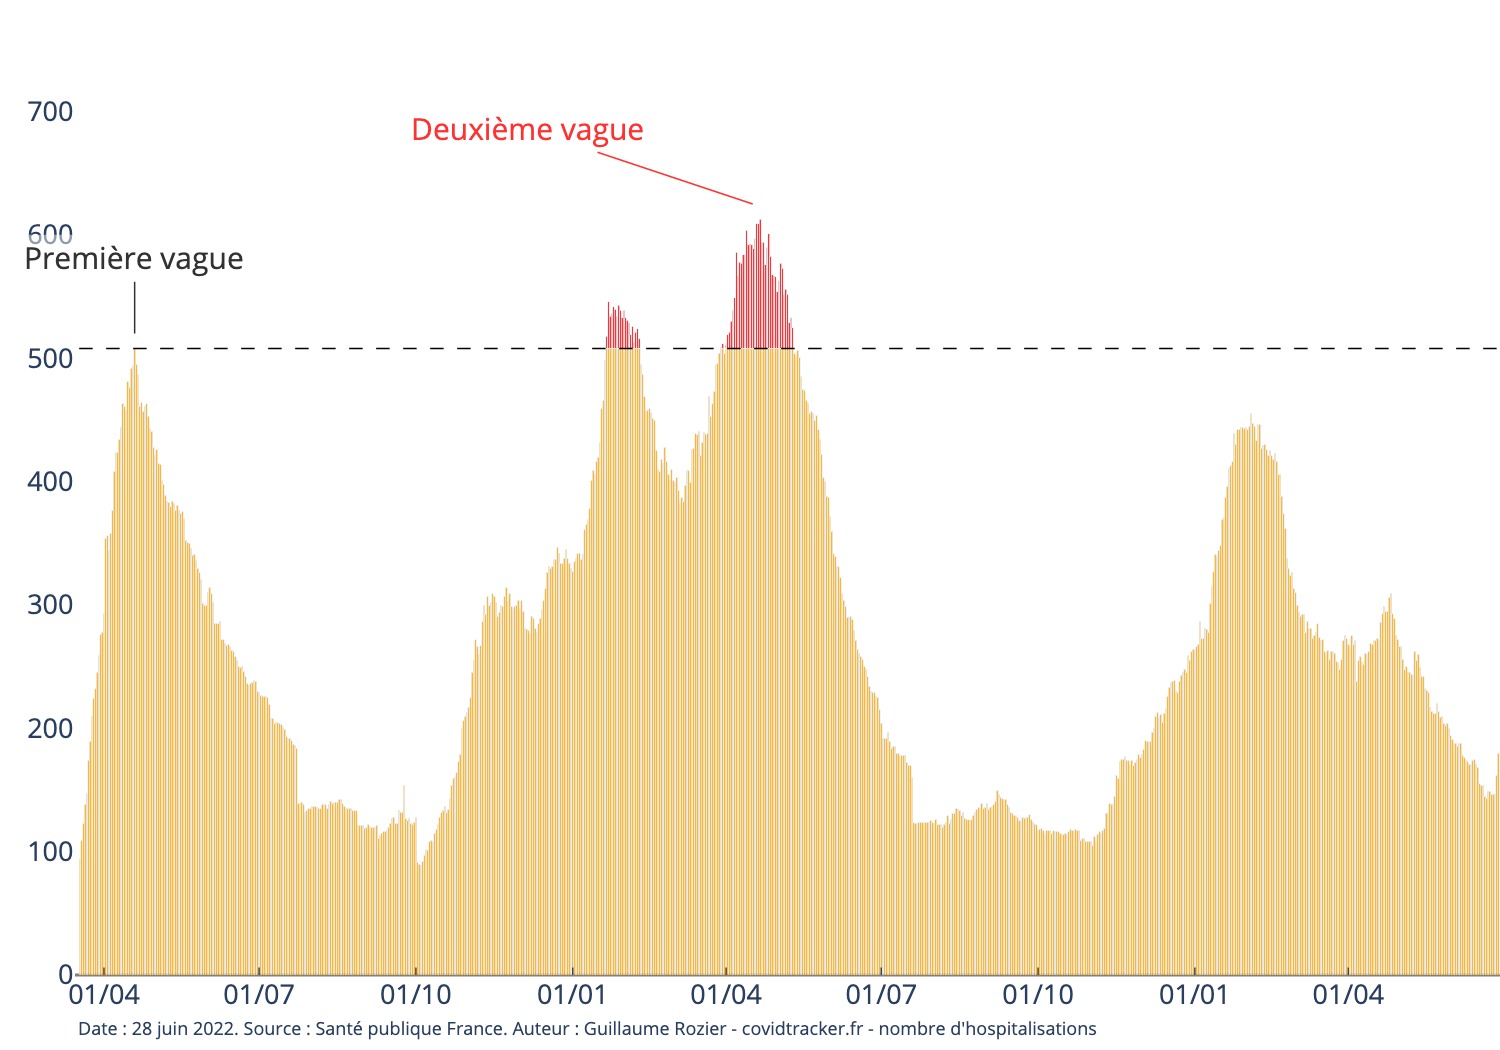 700
Deuxième vague
600
Première vague
500
400
300
200
100
0
01/04 01/07 01/10 01/01 01/04 01/07 01/10 01/01 01/04
Date : 28 juin 2022. Source : Santé publique France. Auteur : Guillaume Rozier - covidtracker.fr - nombre d'hospitalisations